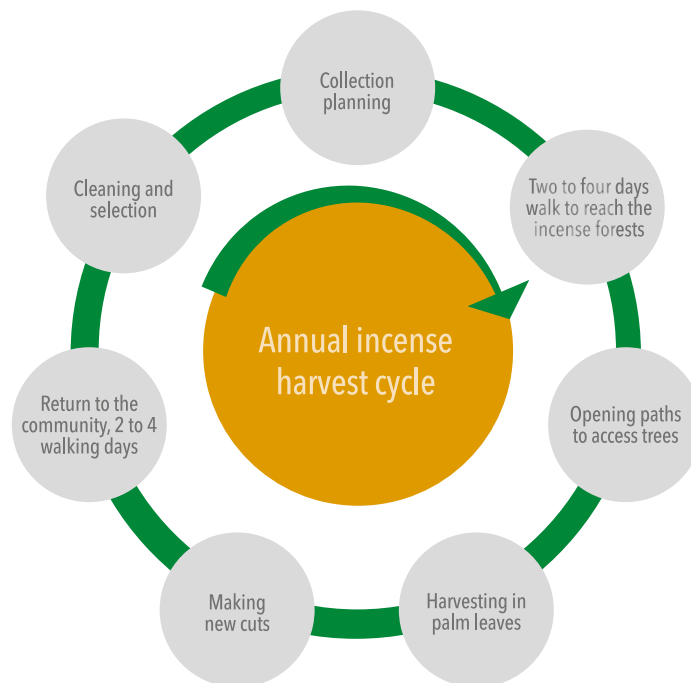 Collection
planning
Two to four days
walk to reach the
incense forests
Opening paths
to access trees
Harvesting in
palm leaves
Making
new cuts
Return to the
community, 2 to 4
walking days
Cleaning and
selection
Annual incense
harvest cycle